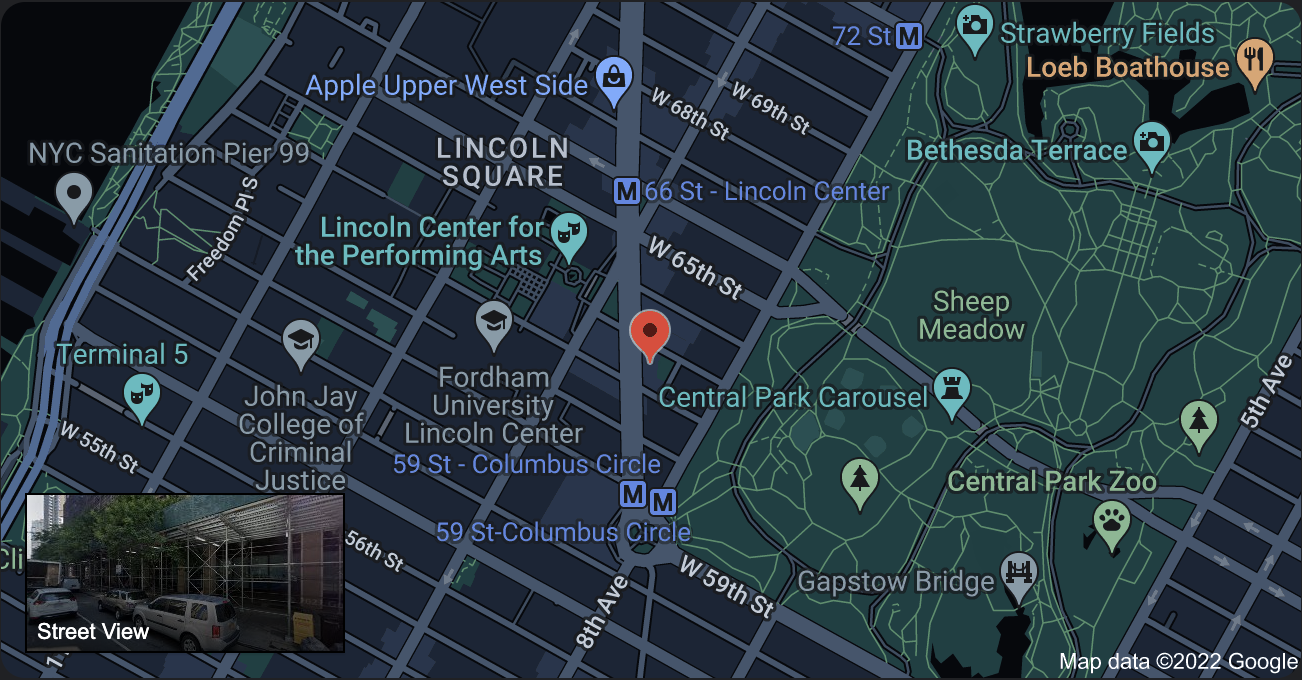 72 St M
Strawberry Fields
Loeb Boathouse
Apple Upper West Side
W 68th St
W 69th St
NYC Sanitation Pier 99
LINCOLN
SQUARE
Bethesda Terrace
Freedom Pl S
M 66 St - Lincoln Center
Lincoln Center for
the Performing Arts
W 65th St
Sheep
Meadow
Terminal 5
Fordham
University
Lincoln Center
John Jay
College of
Criminal
Justice
Central Park Carousel
5th Ave
W 55th St
59 St - Columbus Circle
M M
59 St-Columbus Circle
Central Park Zoo
56th St
Cli
W 59th St
Gapstow Bridge
8th Ave
Street View
Map data ©2022 Google